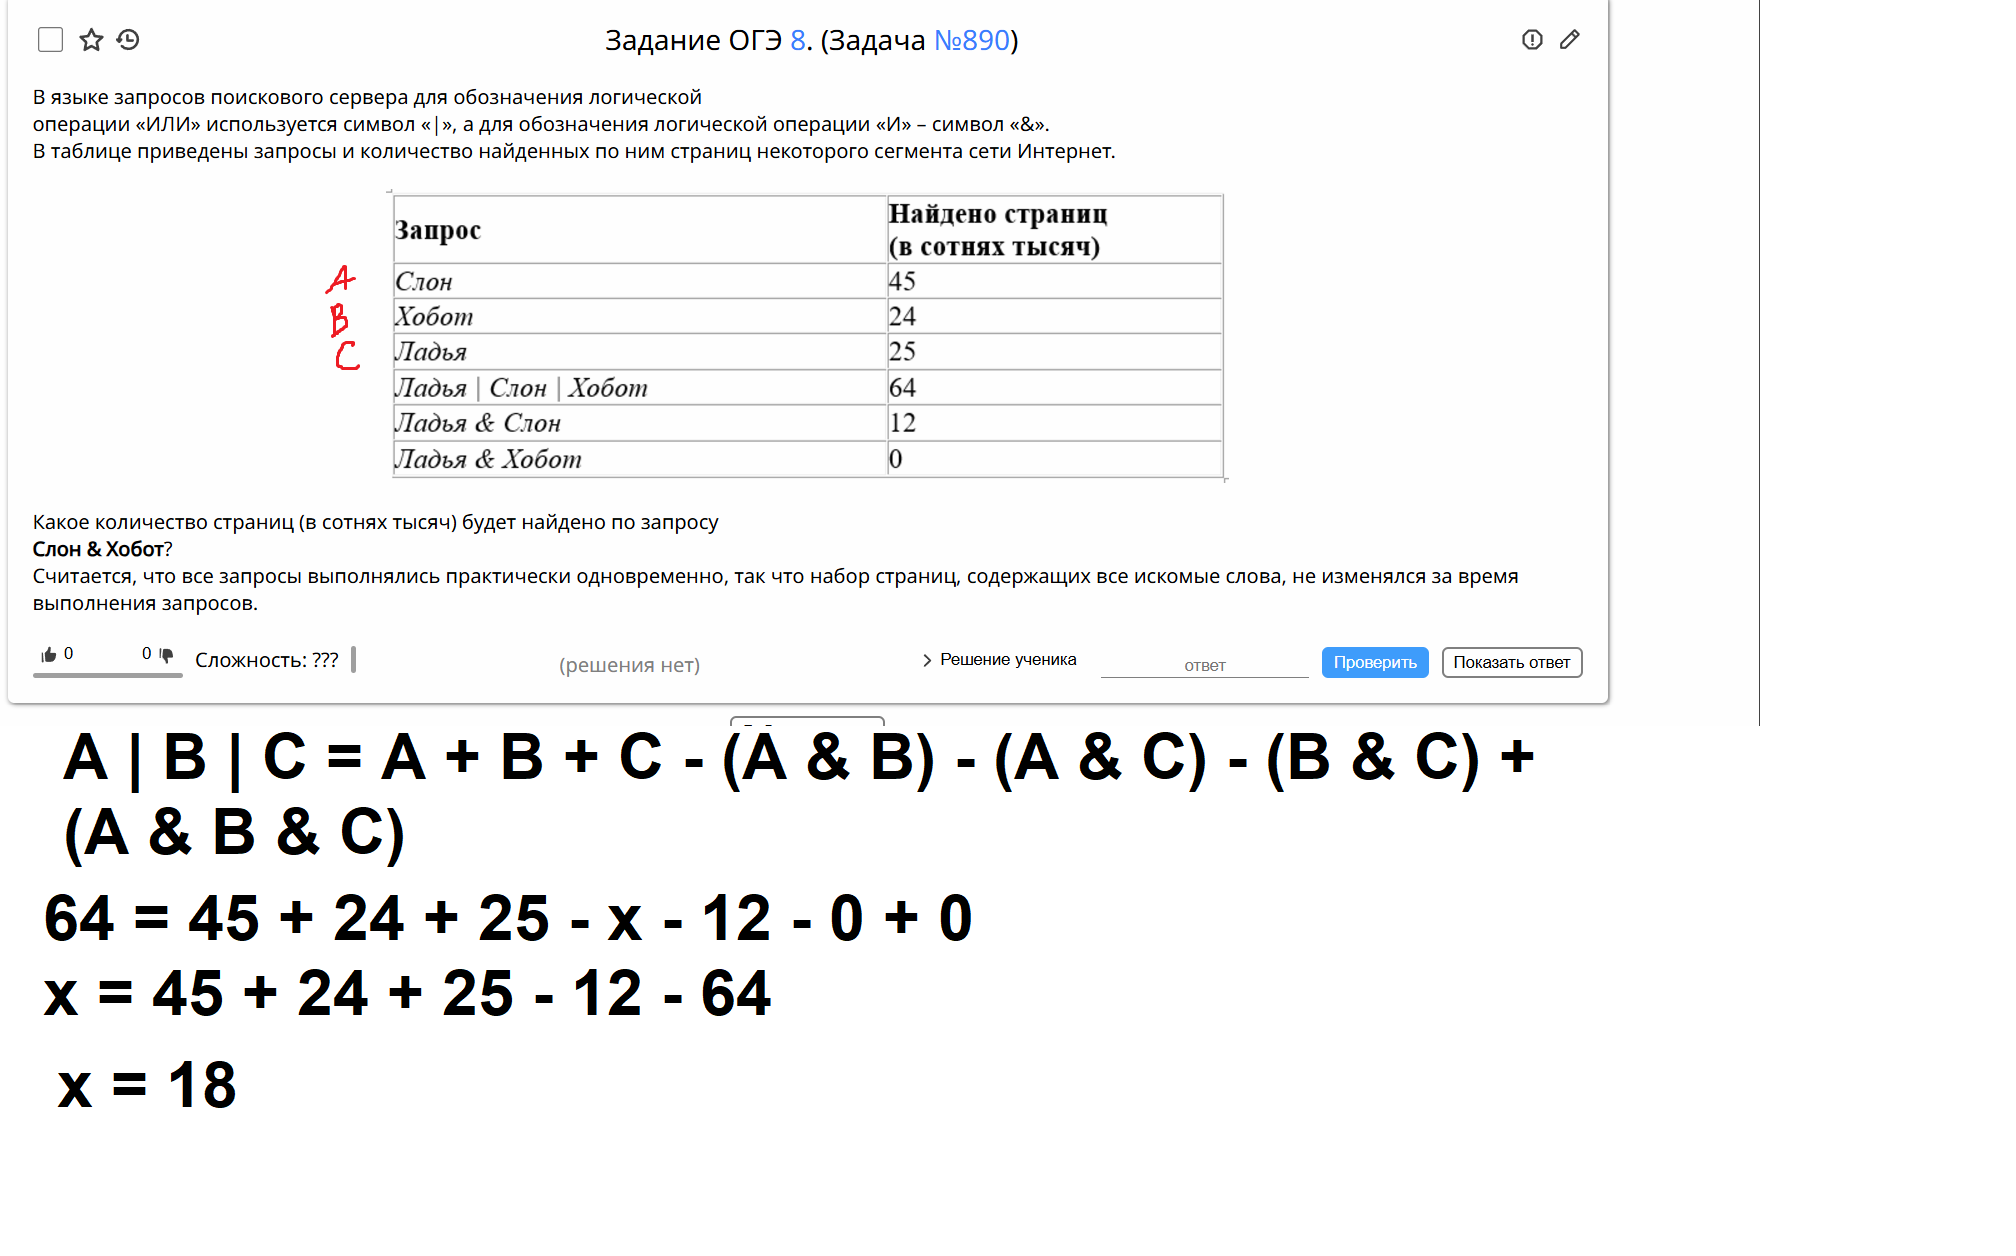 Задание ОГЭ 8. (Задача №890)
В языке запросов поискового сервера для обозначения логической
операции «ИЛИ» используется символ «|», а для обозначения логической операции «И» – символ «&».
В таблице приведены запросы и количество найденных по ним страниц некоторого сегмента сети Интернет.
Запрос Найдено страниц
(в сотнях тысяч)
A Слон 45
B Хобот 24
C Ладья 25
Ладья | Слон | Хобот 64
Ладья & Слон 12
Ладья & Хобот 0
Какое количество страниц (в сотнях тысяч) будет найдено по запросу
Слон & Хобот?
Считается, что все запросы выполнялись практически одновременно, так что набор страниц, содержащих все искомые слова, не изменялся за время
выполнения запросов.
0 0 Сложность: ??? (решения нет) Решение ученика ответ Проверить Показать ответ
A | B | C = A + B + C - (A & B) - (A & C) - (B & C) +
(A & B & C)
64 = 45 + 24 + 25 - x - 12 - 0 + 0
x = 45 + 24 + 25 - 12 - 64
x = 18